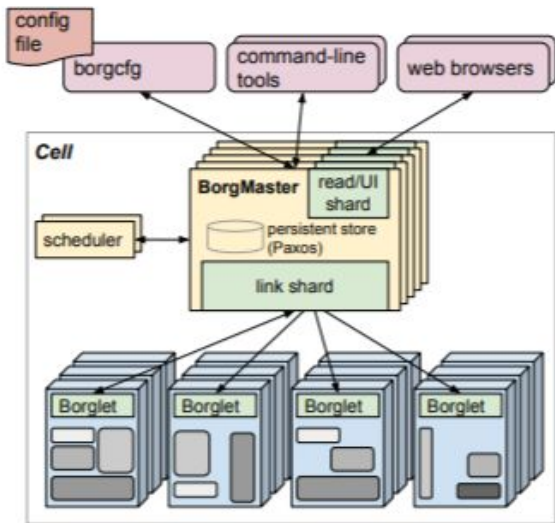 config
file
borgcfg
command-line
tools
web browsers
Cell
BorgMaster
read/UI
shard
persistent store
(Paxos)
scheduler
link shard
Borglet
Borglet
Borglet
Borglet